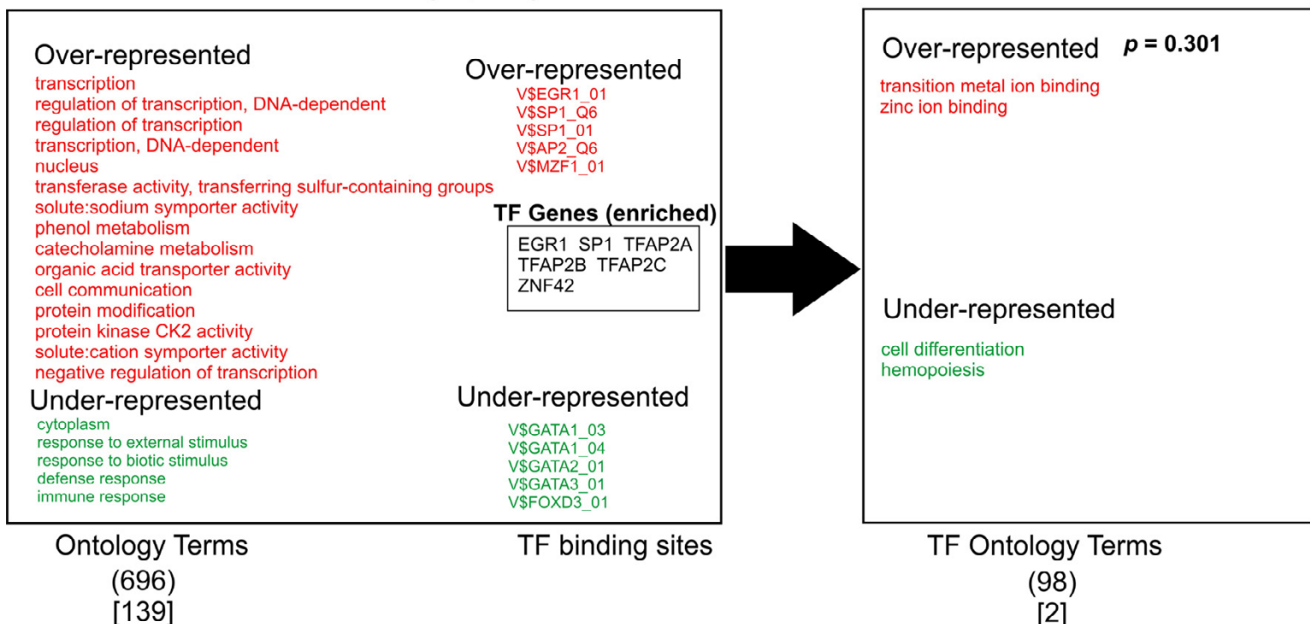 Over-represented
transcription
regulation of transcription, DNA-dependent
regulation of transcription
transcription, DNA-dependent
nucleus
transferase activity, transferring sulfur-containing groups
solute:sodium symporter activity
phenol metabolism
catecholamine metabolism
organic acid transporter activity
cell communication
protein modification
protein kinase CK2 activity
solute:cation symporter activity
negative regulation of transcription
Under-represented
cytoplasm
response to external stimulus
response to biotic stimulus
defense response
immune response
Ontology Terms
(696)
[139]
Over-represented
V$EGR1_01
V$SP1_Q6
V$SP1_01
V$AP2_Q6
V$MZF1_01
TF Genes (enriched)
EGR1 SP1 TFAP2A
TFAP2B TFAP2C
ZNF42
Under-represented
V$GATA1_03
V$GATA1_04
V$GATA2_01
V$GATA3_01
V$FOXD3_01
TF binding sites
Over-represented p = 0.301
transition metal ion binding
zinc ion binding
Under-represented
cell differentiation
hemopoiesis
TF Ontology Terms
(98)
[2]